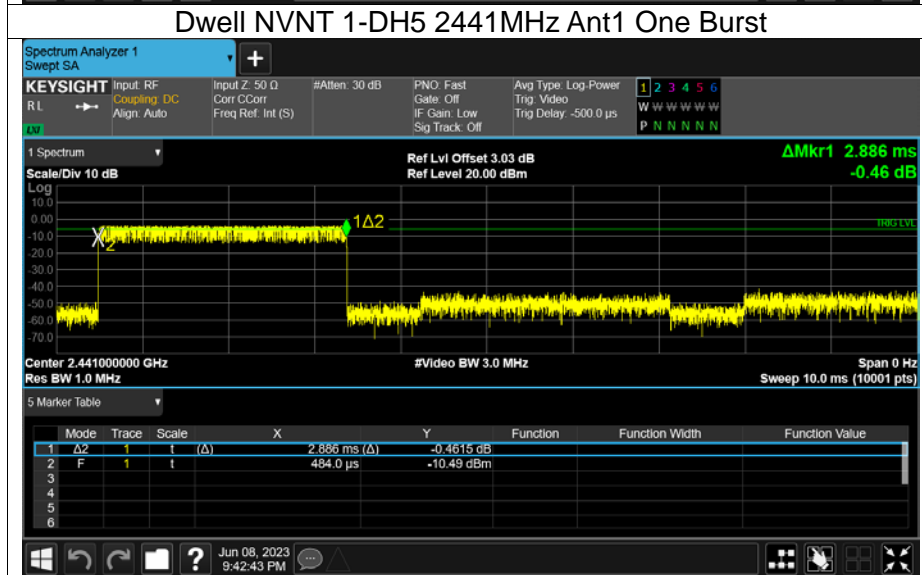 Dwell NVNT 1-DH5 2441MHz Ant1 One Burst
Spectrum Analyzer 1
Swept SA
+
KEYSIGHT
RL
LXI
Input: RF
Coupling: DC
Align: Auto
Input Z: 50 Ω
Corr CCorr
Freq Ref: Int (S)
#Atten: 30 dB
PNO: Fast
Gate: Off
IF Gain: Low
Sig Track: Off
Avg Type: Log-Power
Trig: Video
Trig Delay: -500.0 µs
1 2 3 4 5 6
W W W W W W
P N N N N N
1 Spectrum
Scale/Div 10 dB
Ref Lvl Offset 3.03 dB
Ref Level 20.00 dBm
ΔMkr1 2.886 ms
-0.46 dB
Log
10.0
0.00
-10.0
-20.0
-30.0
-40.0
-50.0
-60.0
-70.0
1Δ2
2
TRIG LVL
Center 2.441000000 GHz
Res BW 1.0 MHz
#Video BW 3.0 MHz
Span 0 Hz
Sweep 10.0 ms (10001 pts)
5 Marker Table
Mode Trace Scale X Y Function Function Width Function Value
1 Δ2 1 t (Δ) 2.886 ms (Δ) -0.4615 dB
2 F 1 t 484.0 µs -10.49 dBm
3
4
5
6
?
Jun 08, 2023
9:42:43 PM